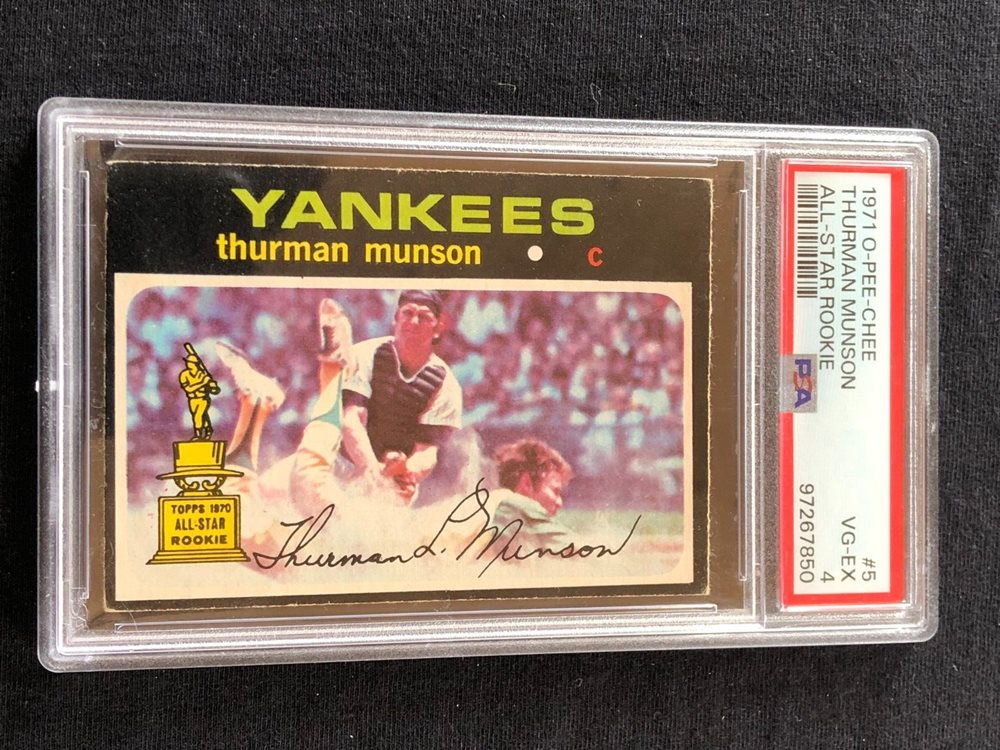 YANKEES
thurman munson • c
TOPPS 1970
ALL-STAR
ROOKIE
Thurman L. Munson
1971 O-PEE-CHEE #5
THURMAN MUNSON VG-EX
ALL-STAR ROOKIE 4
PSA 97267850